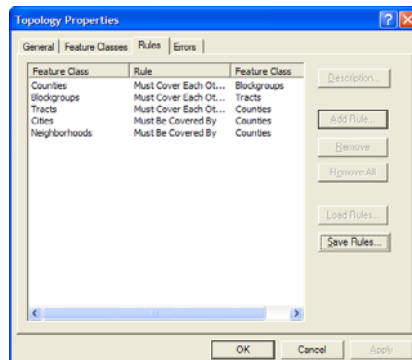 Topology Properties
General Feature Classes Rules Errors
Feature Class Rule Feature Class
Counties Must Cover Each Ot... Blockgroups
Blockgroups Must Cover Each Ot... Tracts
Tracts Must Cover Each Ot... Counties
Cities Must Be Covered By Counties
Neighborhoods Must Be Covered By Counties
Description...
Add Rule...
Remove
Remove All
Load Rules...
Save Rules...
OK Cancel Apply